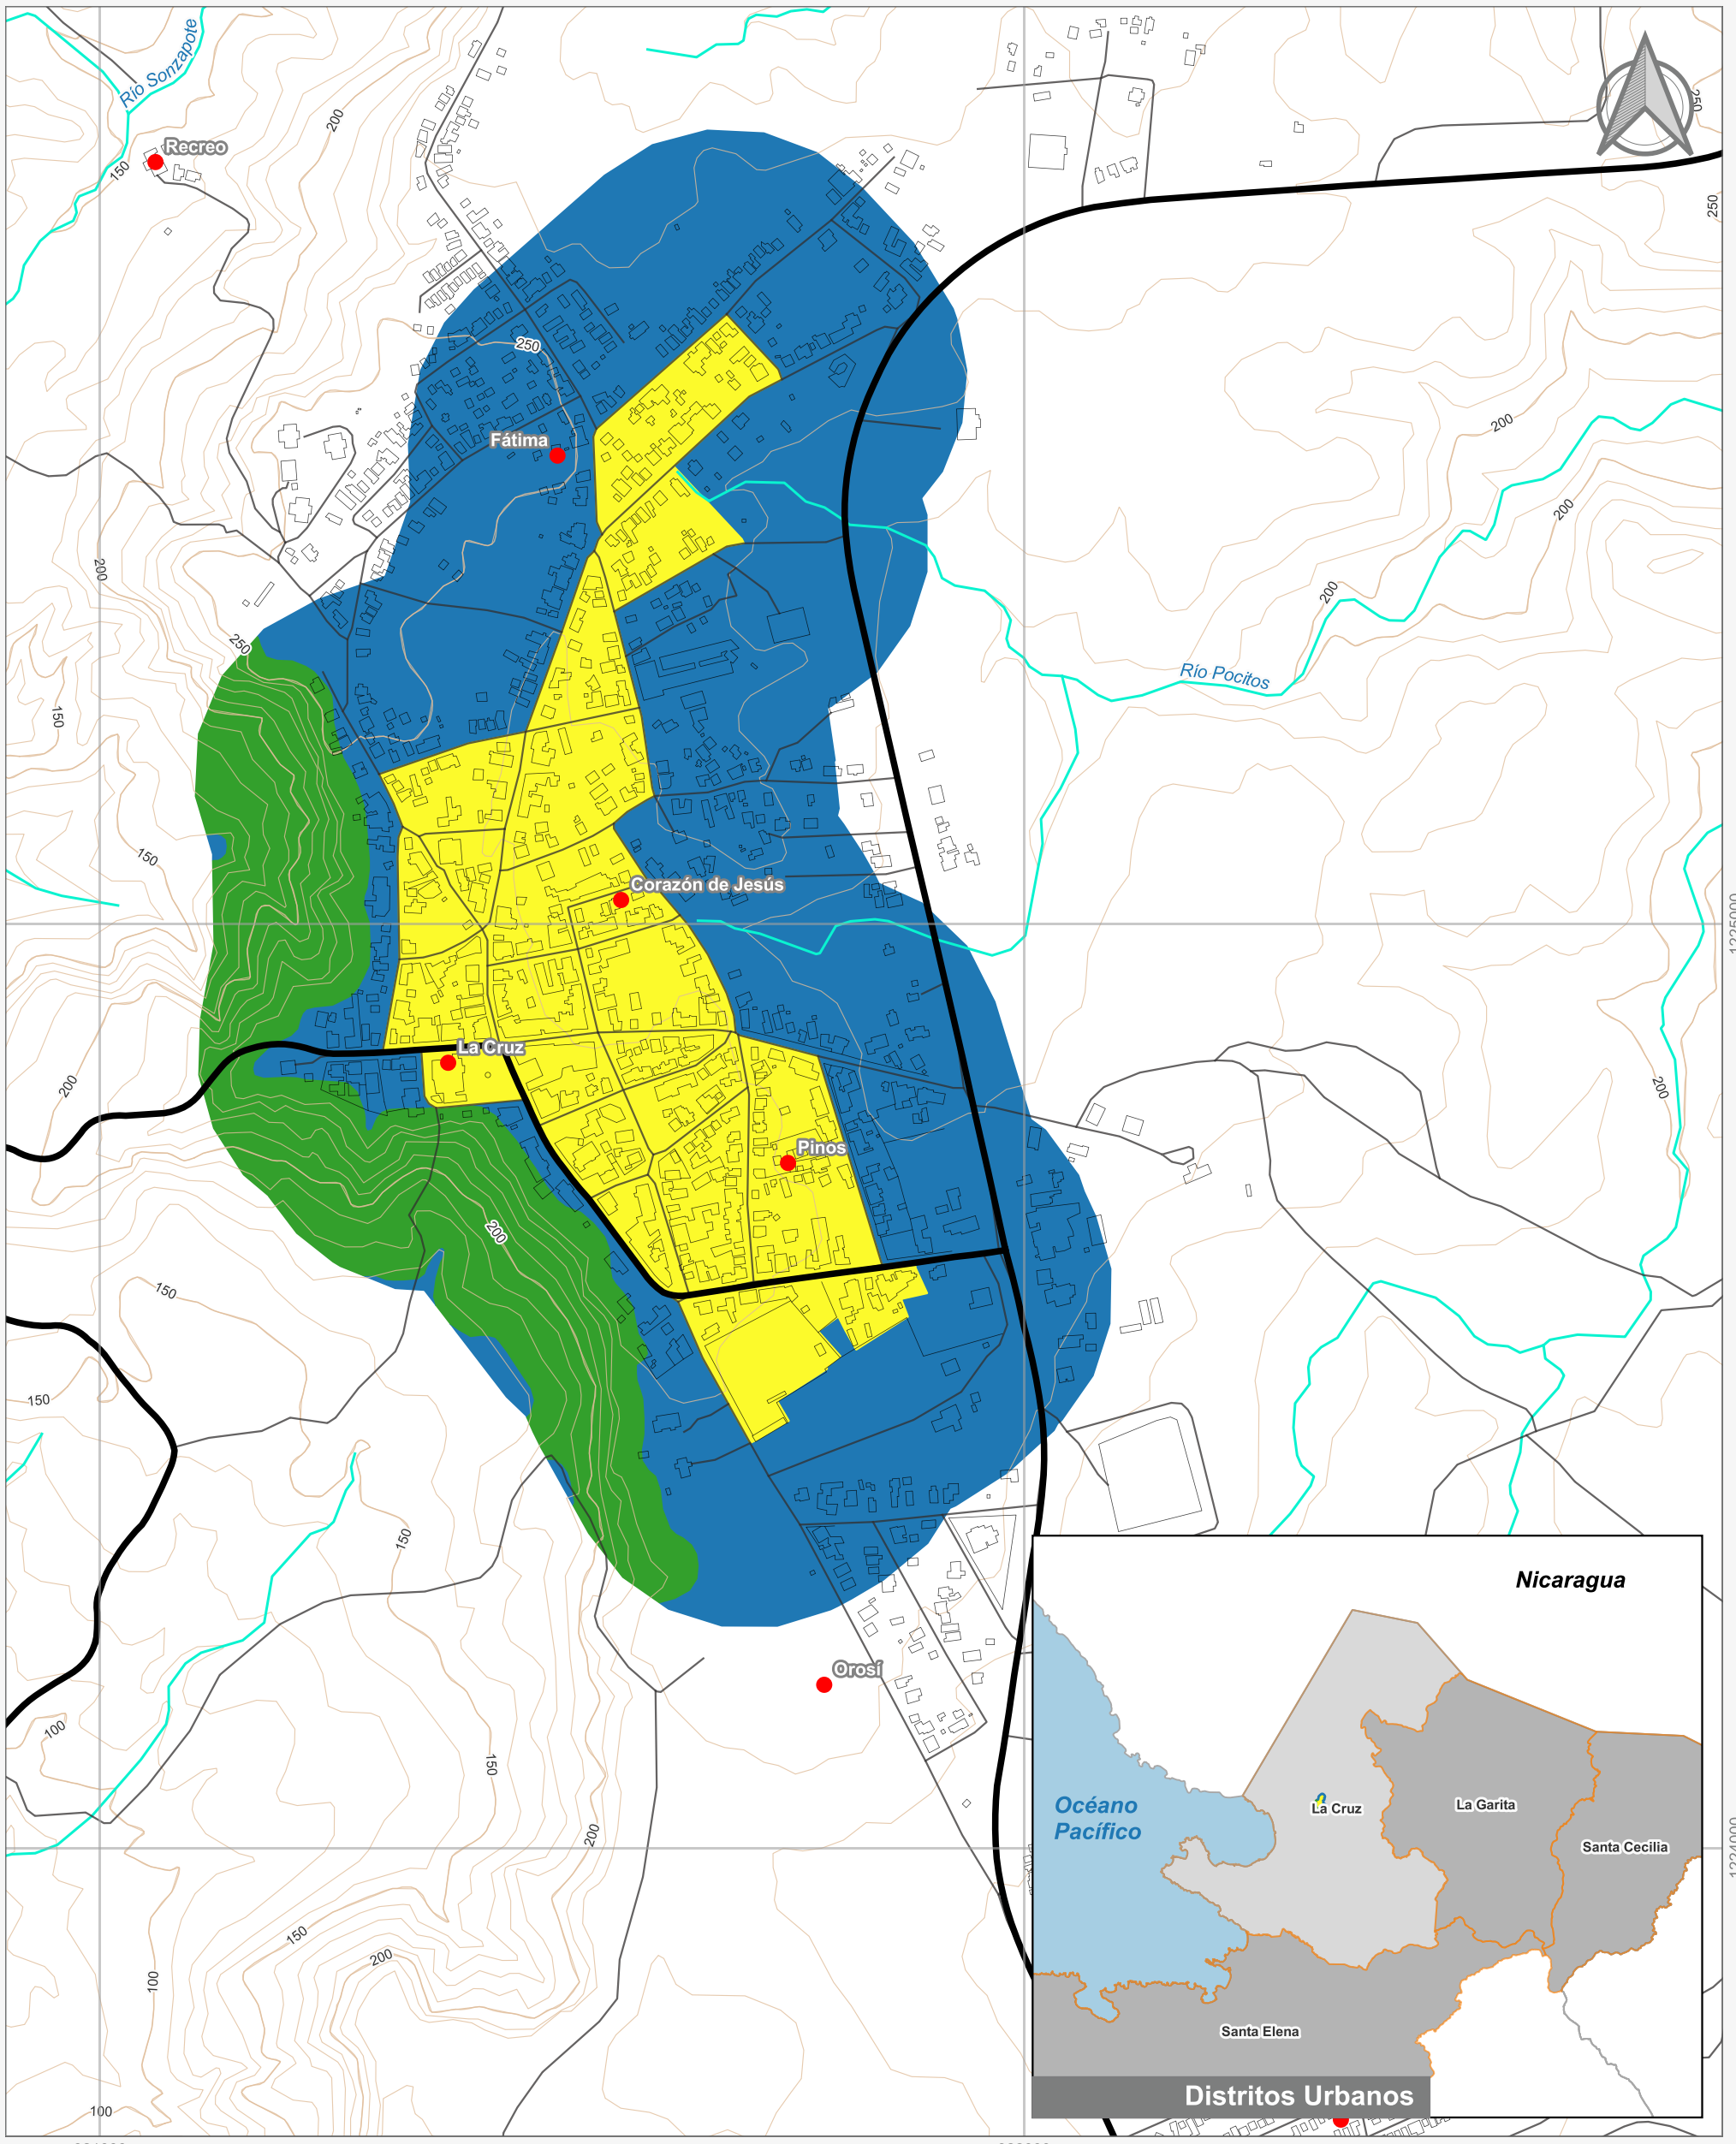 Río Sonzapote
200
250
Recreo
150
250
250
Fátima
200
200
200
200
250
Río Pocitos
150
150
Corazón de Jesús
1225000
La Cruz
200
200
Pinos
200
150
150
150
Nicaragua
Orosí
100
150
Océano
Pacífico
La Cruz
La Garita
200
Santa Cecilia
150
200
100
Santa Elena
Distritos Urbanos
100